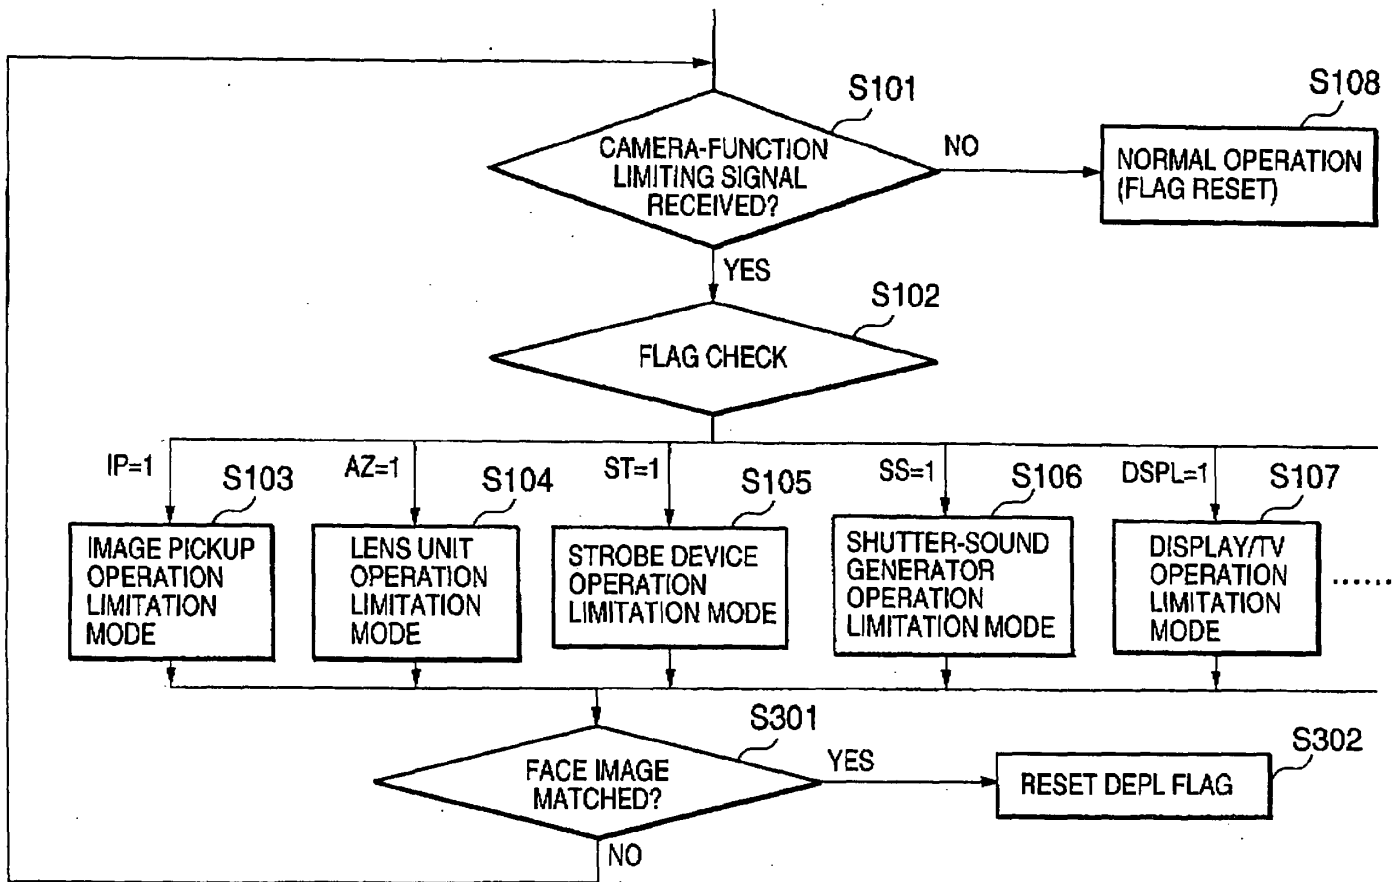 S101
CAMERA-FUNCTION
LIMITING SIGNAL
RECEIVED?
NO
S108
NORMAL OPERATION
(FLAG RESET)
YES
S102
FLAG CHECK
IP=1
S103
IMAGE PICKUP
OPERATION
LIMITATION
MODE
AZ=1
S104
LENS UNIT
OPERATION
LIMITATION
MODE
ST=1
S105
STROBE DEVICE
OPERATION
LIMITATION MODE
SS=1
S106
SHUTTER-SOUND
GENERATOR
OPERATION
LIMITATION MODE
DSPL=1
S107
DISPLAY/TV
OPERATION
LIMITATION
MODE
......
S301
FACE IMAGE
MATCHED?
YES
S302
RESET DEPL FLAG
NO